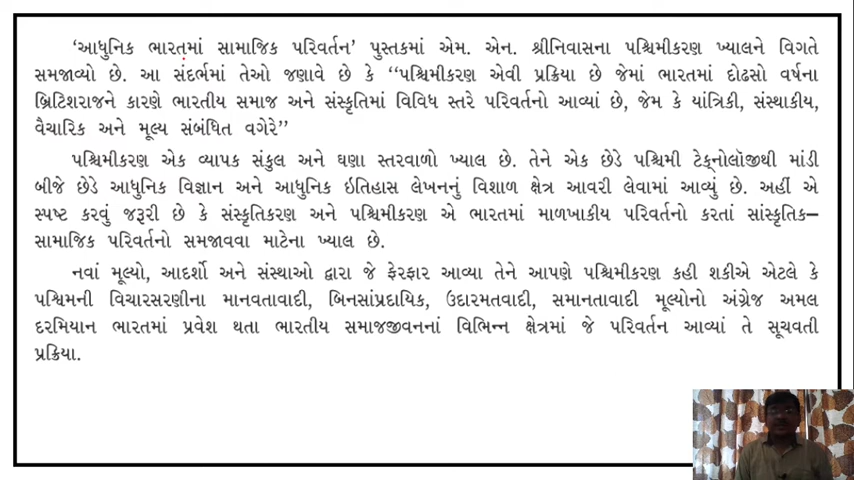 ‘આધુનિક ભારતમાં સામાજિક પરિવર્તન’ પુસ્તકમાં એમ. એન. શ્રીનિવાસના પશ્ચિમીકરણ ખ્યાલને વિગતે
સમજાવ્યો છે. આ સંદર્ભમાં તેઓ જણાવે છે કે ‘‘પશ્ચિમીકરણ એવી પ્રક્રિયા છે જેમાં ભારતમાં દોઢસો વર્ષના
બ્રિટિશરાજને કારણે ભારતીય સમાજ અને સંસ્કૃતિમાં વિવિધ સ્તરે પરિવર્તનો આવ્યાં છે, જેમ કે યાંત્રિકી, સંસ્થાકીય,
વૈચારિક અને મૂલ્ય સંબંધિત વગેરે’’
પશ્ચિમીકરણ એક વ્યાપક સંકુલ અને ઘણા સ્તરવાળો ખ્યાલ છે. તેને એક છેડે પશ્ચિમી ટેક્નોલૉજીથી માંડી
બીજે છેડે આધુનિક વિજ્ઞાન અને આધુનિક ઇતિહાસ લેખનનું વિશાળ ક્ષેત્ર આવરી લેવામાં આવ્યું છે. અહીં એ
સ્પષ્ટ કરવું જરૂરી છે કે સંસ્કૃતિકરણ અને પશ્ચિમીકરણ એ ભારતમાં માળખાકીય પરિવર્તનો કરતાં સાંસ્કૃતિક–
સામાજિક પરિવર્તનો સમજાવવા માટેના ખ્યાલ છે.
નવાં મૂલ્યો, આદર્શો અને સંસ્થાઓ દ્વારા જે ફેરફાર આવ્યા તેને આપણે પશ્ચિમીકરણ કહી શકીએ એટલે કે
પશ્ચિમની વિચારસરણીના માનવતાવાદી, બિનસાંપ્રદાયિક, ઉદારમતવાદી, સમાનતાવાદી મૂલ્યોનો અંગ્રેજ અમલ
દરમિયાન ભારતમાં પ્રવેશ થતા ભારતીય સમાજજીવનનાં વિભિન્ન ક્ષેત્રમાં જે પરિવર્તન આવ્યાં તે સૂચવતી
પ્રક્રિયા.